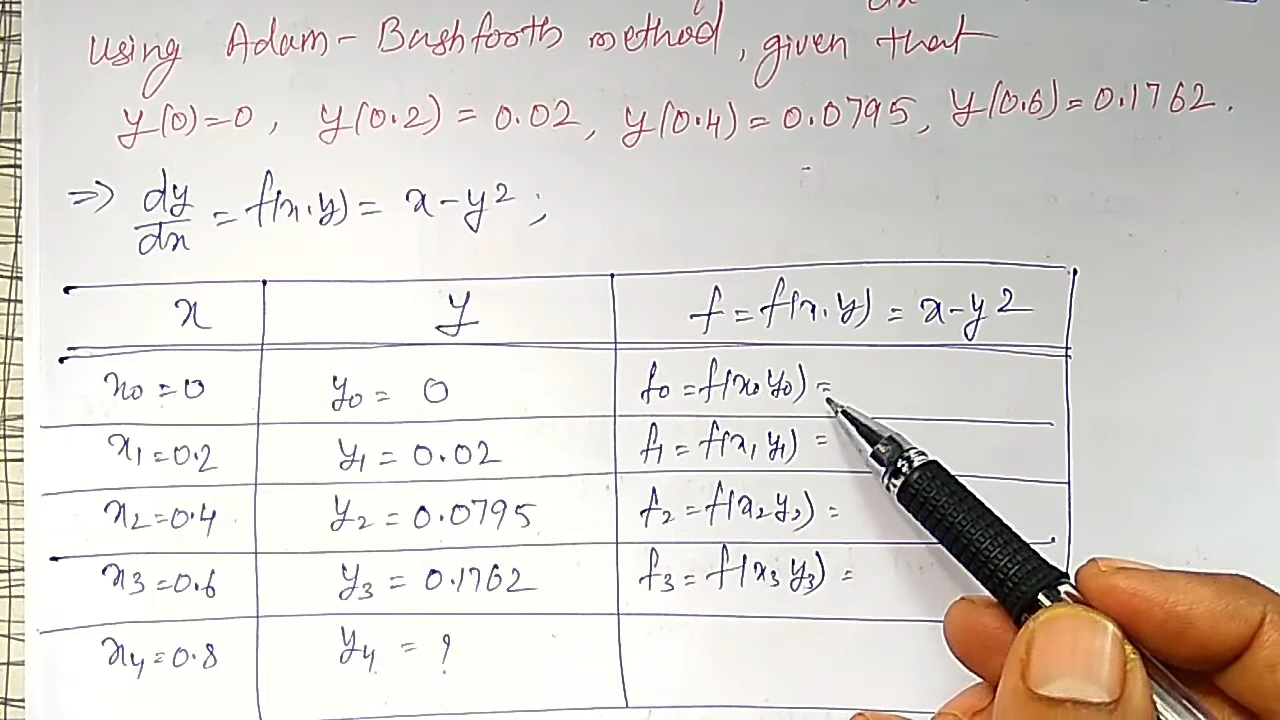 using Adam-Bashforth method, given that
y(0)=0, y(0.2) = 0.02, y(0.4) = 0.0795, y(0.6) = 0.1762.
⇒ dy/dx = f(x.y) = x-y2 ;
x y f = f(x.y) = x-y2
x0 = 0 y0 = 0 f0 = f(x0 y0) =
x1 = 0.2 y1 = 0.02 f1 = f(x1 y1) =
x2 = 0.4 y2 = 0.0795 f2 = f(x2 y2) =
x3 = 0.6 y3 = 0.1762 f3 = f(x3 y3) =
x4 = 0.8 y4 = ?